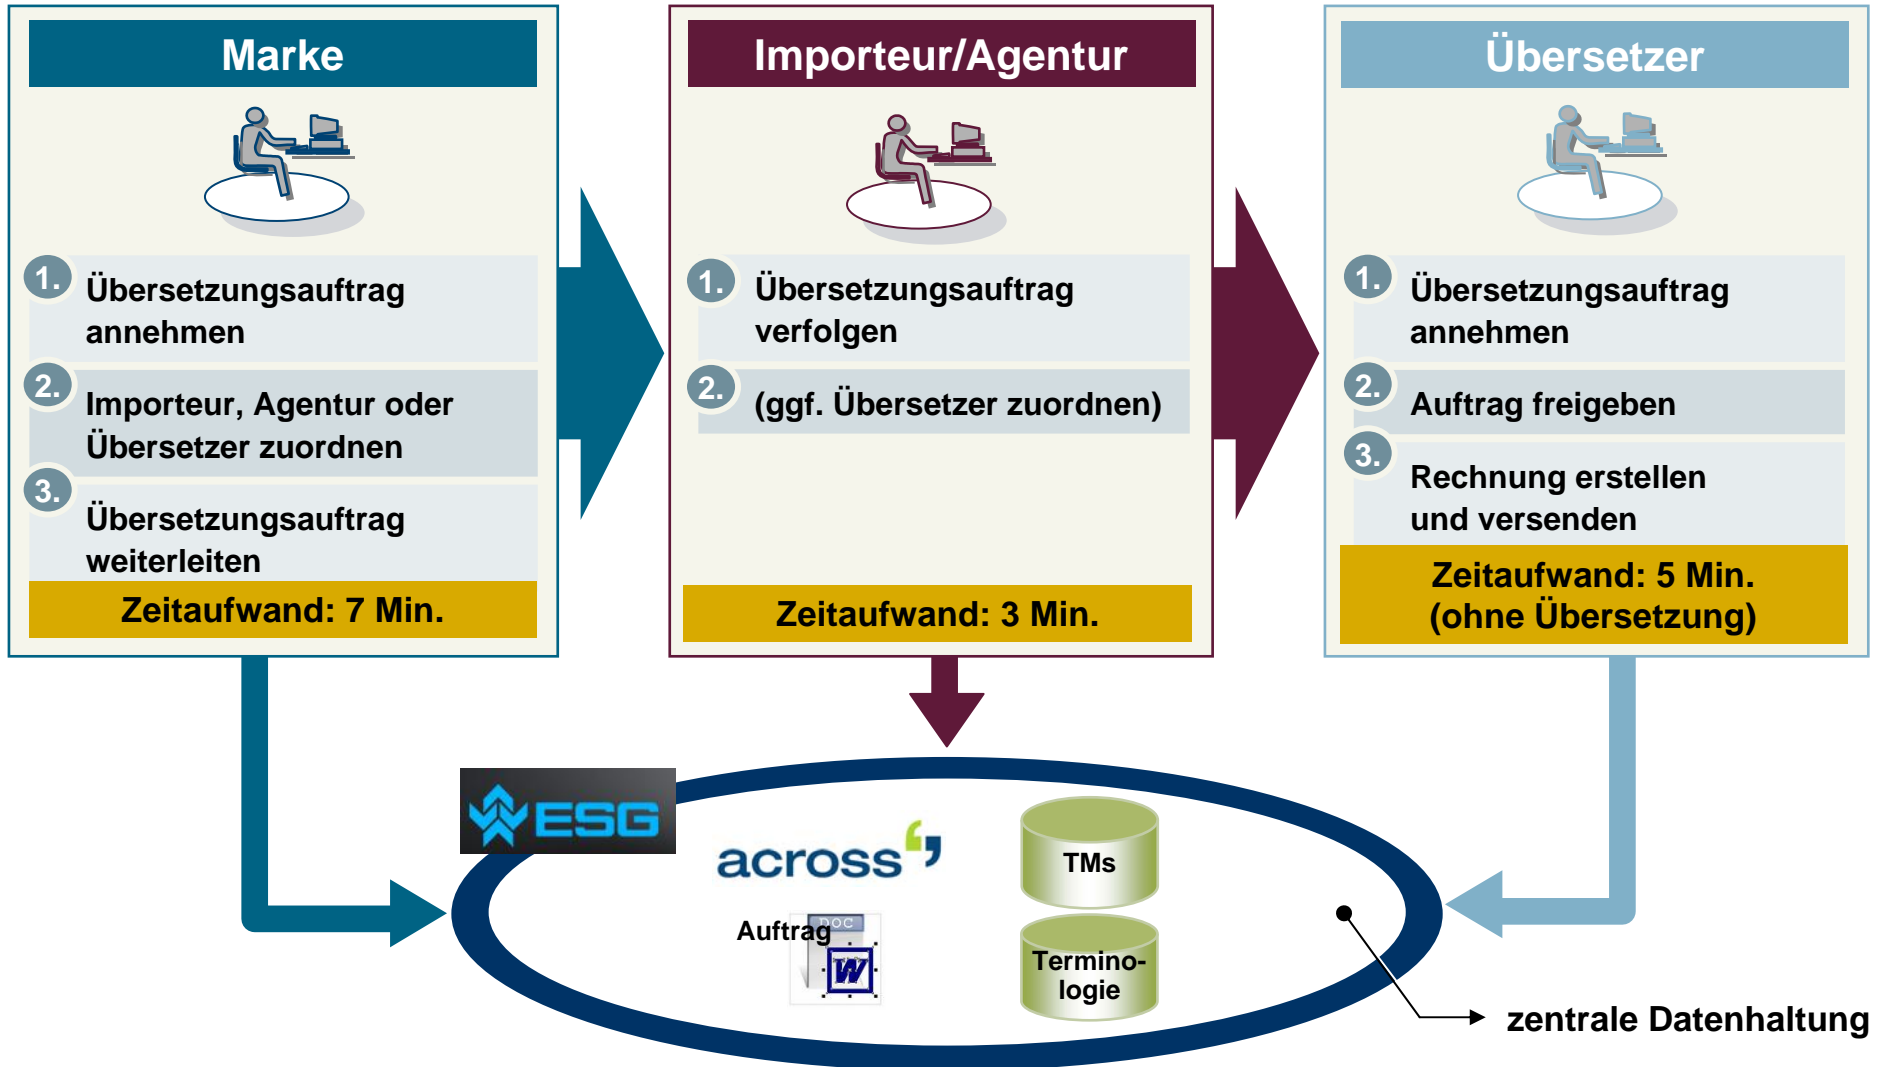 Marke
1.
Übersetzungsauftrag
annehmen
2.
Importeur, Agentur oder
Übersetzer zuordnen
3.
Übersetzungsauftrag
weiterleiten
Zeitaufwand: 7 Min.
Importeur/Agentur
1.
Übersetzungsauftrag
verfolgen
2.
(ggf. Übersetzer zuordnen)
Zeitaufwand: 3 Min.
Übersetzer
1.
Übersetzungsauftrag
annehmen
2.
Auftrag freigeben
3.
Rechnung erstellen
und versenden
Zeitaufwand: 5 Min.
(ohne Übersetzung)
ESG
across
TMs
Auftrag
DOC
W
Termino-
logie
zentrale Datenhaltung